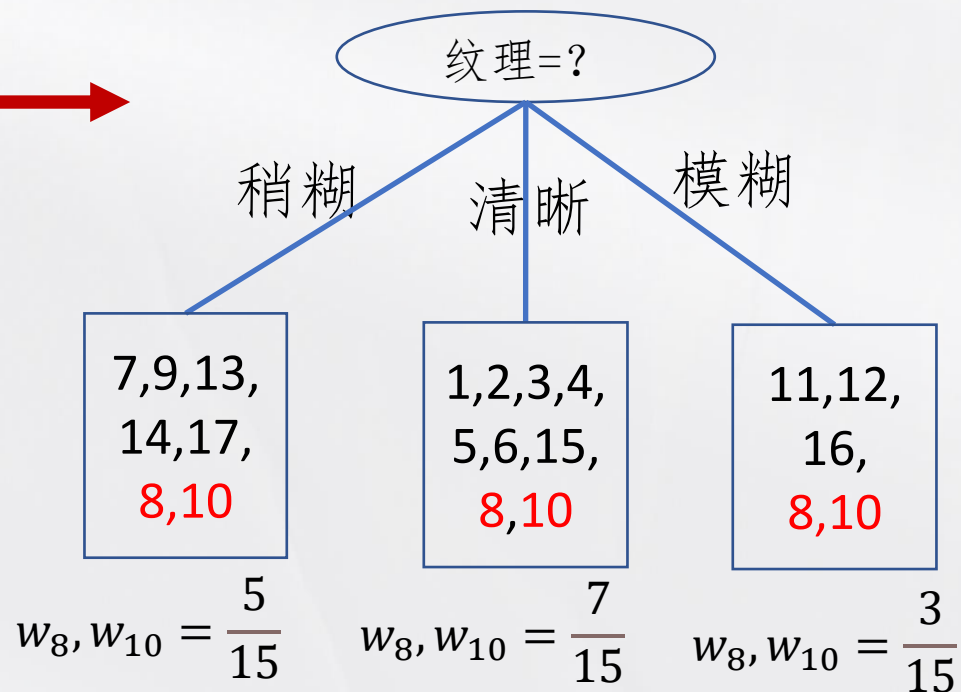 纹理=?
稍糊
清晰
模糊
7,9,13,
14,17,
8,10
1,2,3,4,
5,6,15,
8,10
11,12,
16,
8,10
w₈, w₁₀ = 5/15
w₈, w₁₀ = 7/15
w₈, w₁₀ = 3/15